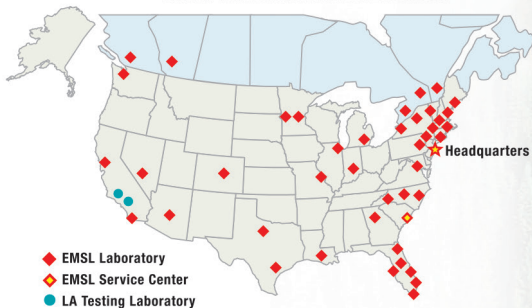 Headquarters
EMSL Laboratory
EMSL Service Center
LA Testing Laboratory